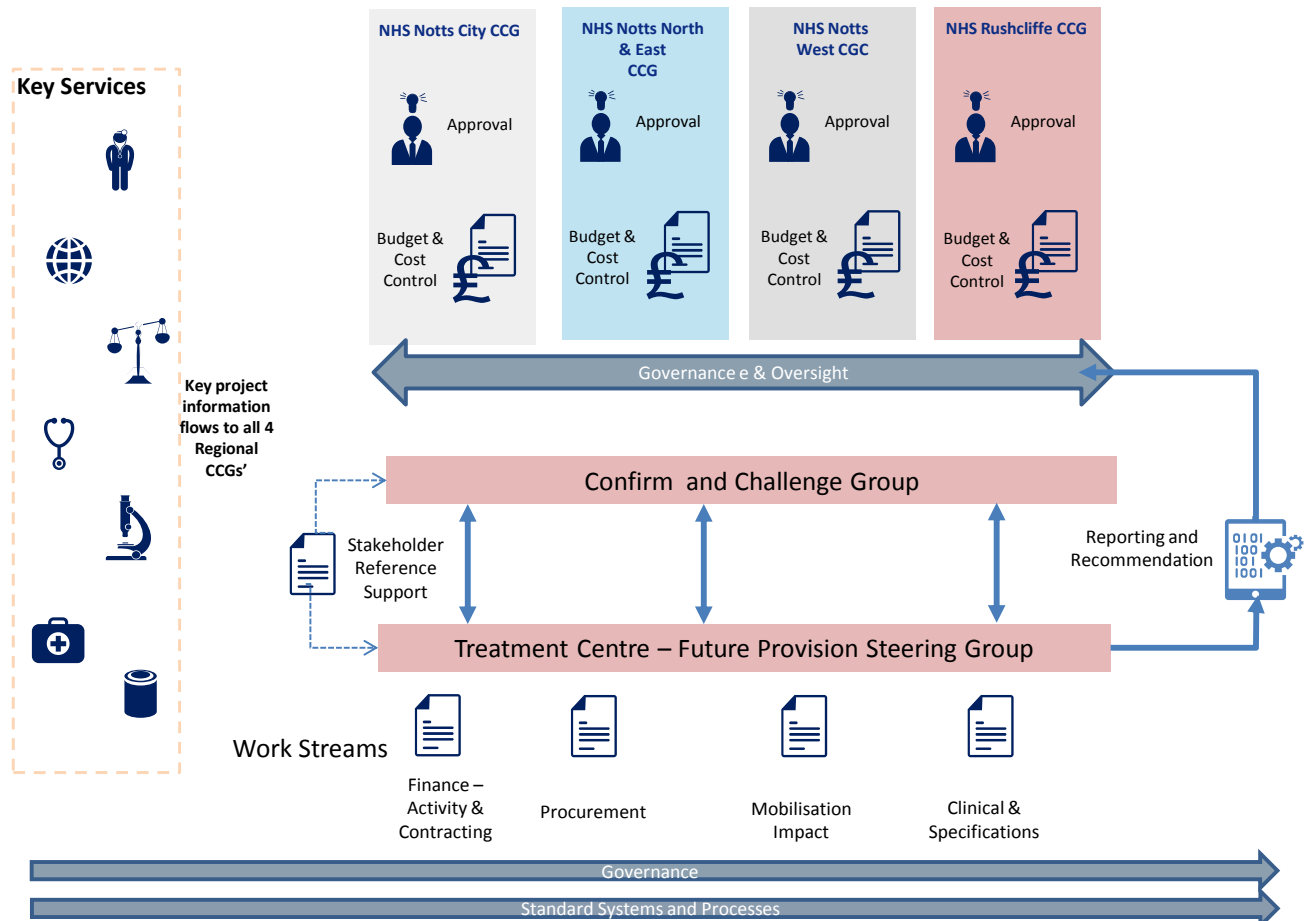 NHS Notts City CCG
NHS Notts North
& East
CCG
NHS Notts
West CGC
NHS Rushcliffe CCG
Key Services
Approval
Approval
Approval
Approval
Budget &
Cost
Control
Budget &
Cost
Control
Budget &
Cost
Control
Budget &
Cost
Control
Governance e & Oversight
Key project
information
flows to all 4
Regional
CCGs’
Confirm and Challenge Group
Stakeholder
Reference
Support
Reporting and
Recommendation
0101
100
101
1001
Treatment Centre – Future Provision Steering Group
Work Streams
Finance –
Activity &
Contracting
Procurement
Mobilisation
Impact
Clinical &
Specifications
Governance
Standard Systems and Processes